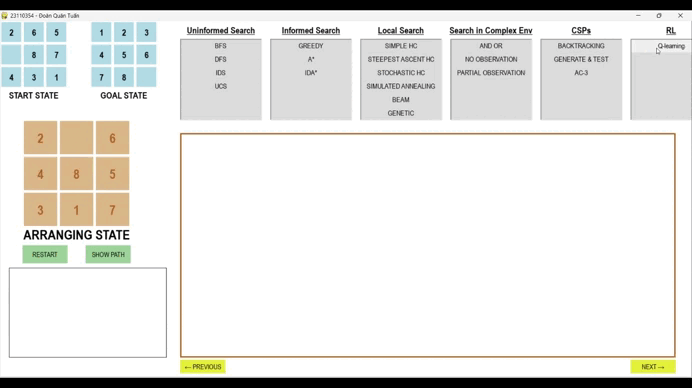 23110354 - Đoàn Quân Tuấn
2 6 5
8 7
4 3 1
START STATE
1 2 3
4 5 6
7 8
GOAL STATE
2 6
4 8 5
3 1 7
ARRANGING STATE
RESTART
SHOW PATH
Uninformed Search
BFS
DFS
IDS
UCS
Informed Search
GREEDY
A*
IDA*
Local Search
SIMPLE HC
STEEPEST ASCENT HC
STOCHASTIC HC
SIMULATED ANNEALING
BEAM
GENETIC
Search in Complex Env
AND OR
NO OBSERVATION
PARTIAL OBSERVATION
CSPs
BACKTRACKING
GENERATE & TEST
AC-3
RL
Q-learning
← PREVIOUS
NEXT →